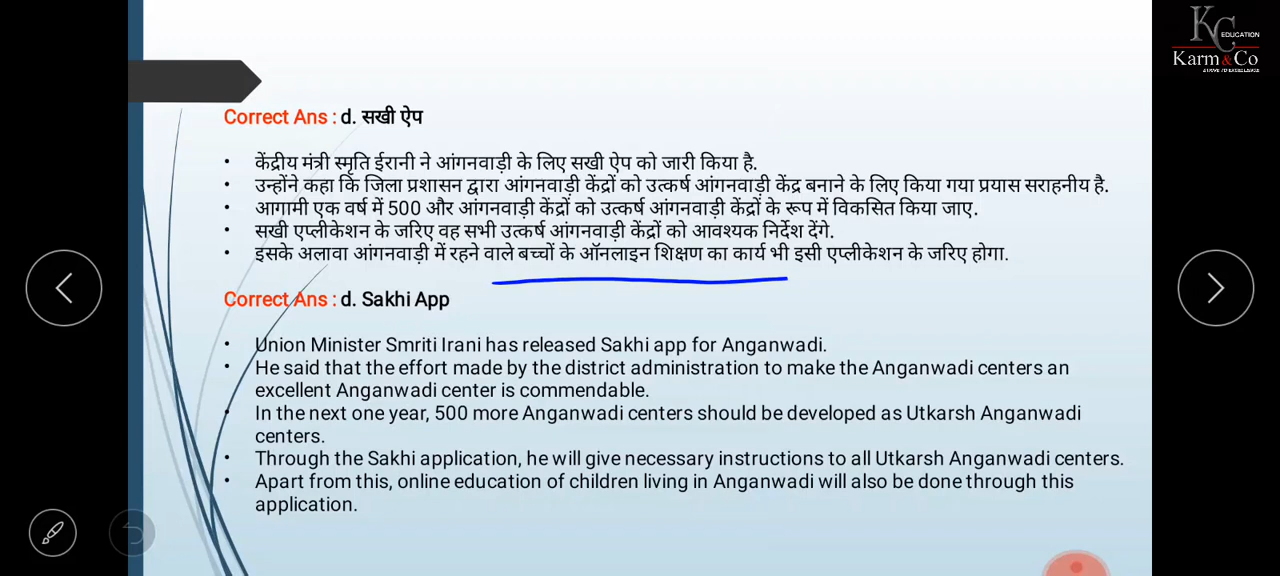 KC EDUCATION
Karm&Co
Correct Ans : d. सखी ऐप
• केंद्रीय मंत्री स्मृति ईरानी ने आंगनवाड़ी के लिए सखी ऐप को जारी किया है.
• उन्होंने कहा कि जिला प्रशासन द्वारा आंगनवाड़ी केंद्रों को उत्कर्ष आंगनवाड़ी केंद्र बनाने के लिए किया गया प्रयास सराहनीय है.
• आगामी एक वर्ष में 500 और आंगनवाड़ी केंद्रों को उत्कर्ष आंगनवाड़ी केंद्रों के रूप में विकसित किया जाए.
• सखी एप्लीकेशन के जरिए वह सभी उत्कर्ष आंगनवाड़ी केंद्रों को आवश्यक निर्देश देंगे.
• इसके अलावा आंगनवाड़ी में रहने वाले बच्चों के ऑनलाइन शिक्षण का कार्य भी इसी एप्लीकेशन के जरिए होगा.
Correct Ans : d. Sakhi App
• Union Minister Smriti Irani has released Sakhi app for Anganwadi.
• He said that the effort made by the district administration to make the Anganwadi centers an
excellent Anganwadi center is commendable.
• In the next one year, 500 more Anganwadi centers should be developed as Utkarsh Anganwadi
centers.
• Through the Sakhi application, he will give necessary instructions to all Utkarsh Anganwadi centers.
• Apart from this, online education of children living in Anganwadi will also be done through this
application.